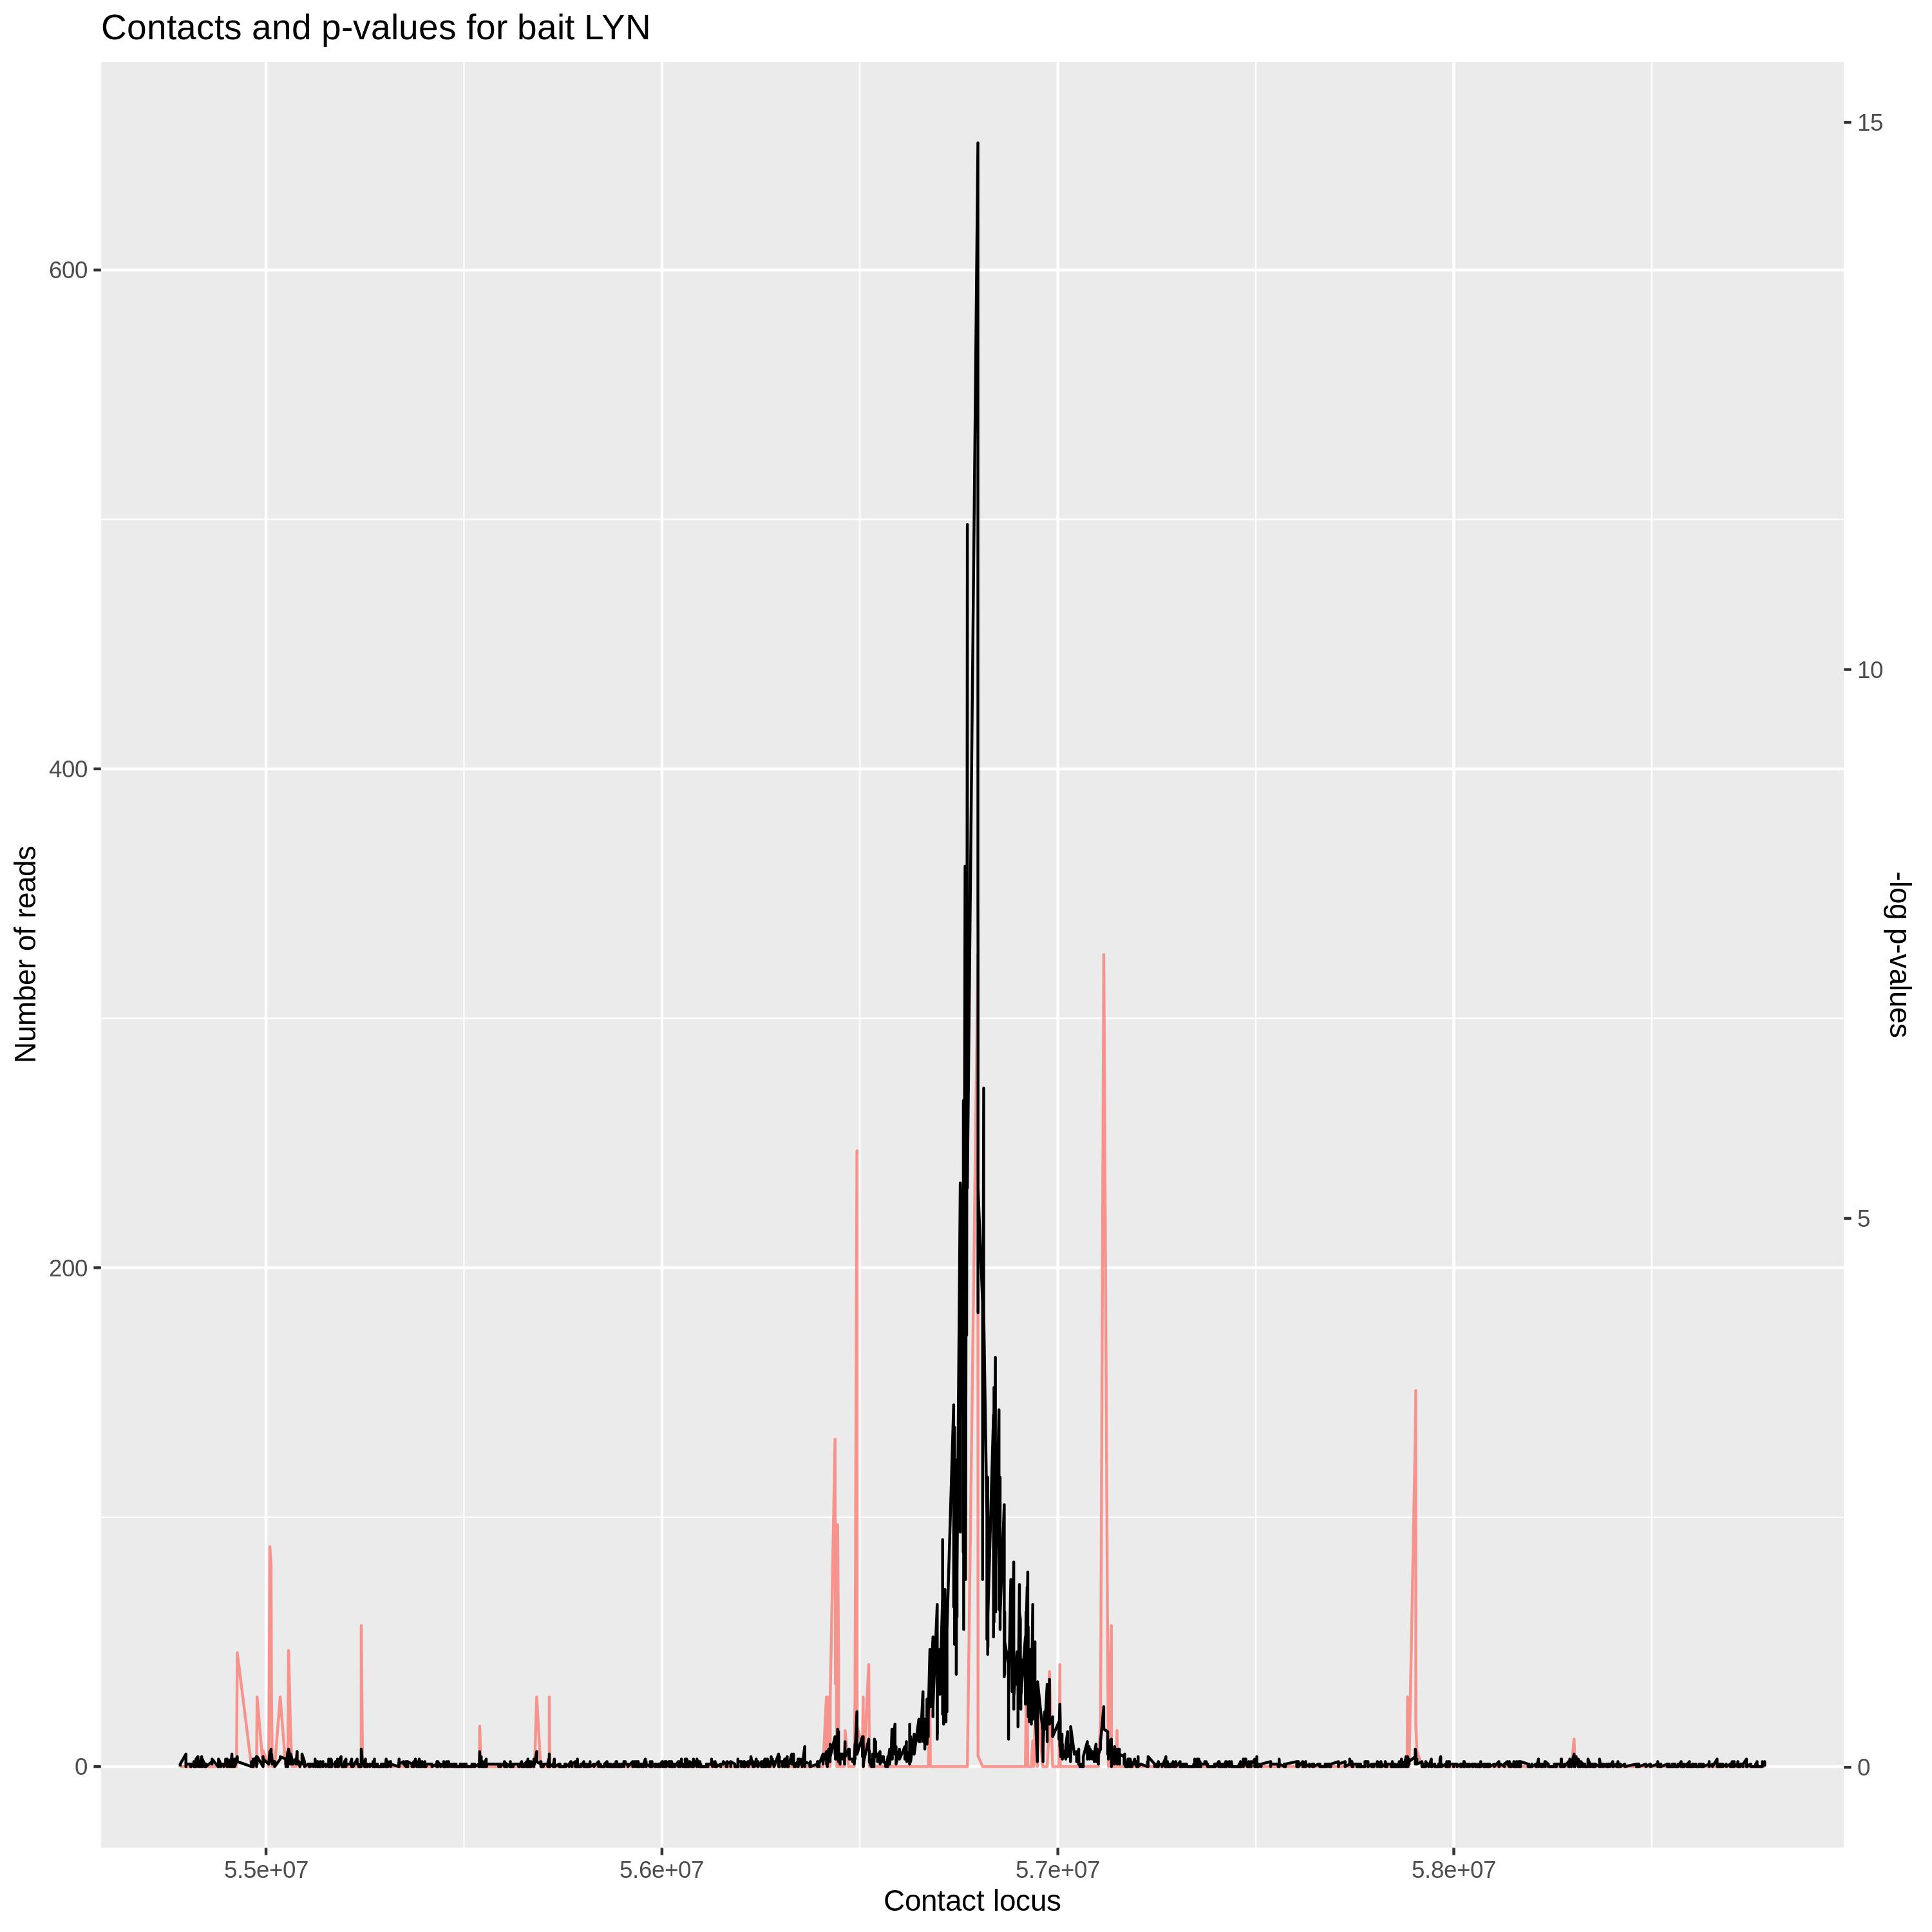 Contacts and p-values for bait LYN
15
600
10
400
Number of reads
-log p-values
5
200
0
0
5.5e+07
5.6e+07
5.7e+07
5.8e+07
Contact locus